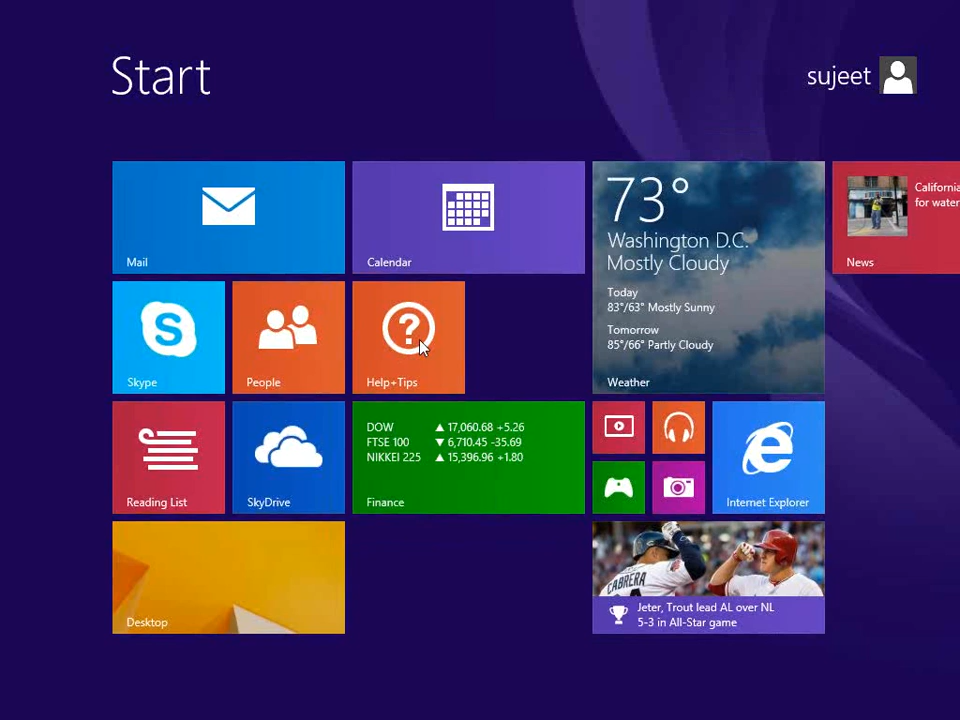 Start
sujeet
Mail
Calendar
73°
Washington D.C.
Mostly Cloudy
Today
83°/63° Mostly Sunny
Tomorrow
85°/66° Partly Cloudy
Weather
California
for water
News
Skype
People
Help+Tips
Reading List
SkyDrive
DOW ▲ 17,060.68 +5.26
FTSE 100 ▼ 6,710.45 -35.69
NIKKEI 225 ▲ 15,396.96 +1.80
Finance
Internet Explorer
Desktop
CABRERA
Jeter, Trout lead AL over NL
5-3 in All-Star game